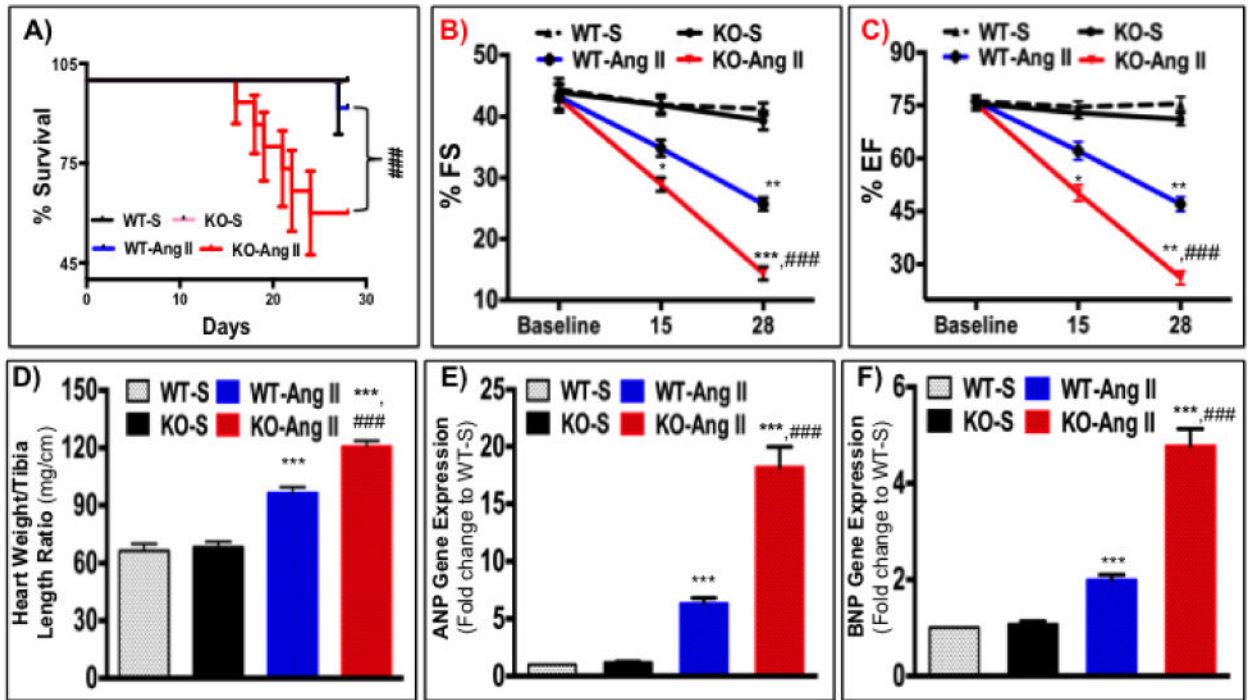 A)
105
75
45
% Survival
WT-S KO-S
WT-Ang II KO-Ang II
###
0 10 20 30
Days
B)
WT-S KO-S
WT-Ang II KO-Ang II
50
40
30
20
10
% FS
*
**
***,###
Baseline 15 28
C)
WT-S KO-S
WT-Ang II KO-Ang II
90
75
60
45
30
% EF
*
**
**,###
Baseline 15 28
D)
WT-S WT-Ang II
KO-S KO-Ang II
150
120
90
60
30
0
Heart Weight/Tibia
Length Ratio (mg/cm)
***
***,
###
E)
WT-S WT-Ang II
KO-S KO-Ang II
25
20
15
10
5
0
ANP Gene Expression
(Fold change to WT-S)
***
***,###
F)
WT-S WT-Ang II
KO-S KO-Ang II
6
4
2
0
BNP Gene Expression
(Fold change to WT-S)
***
***,###